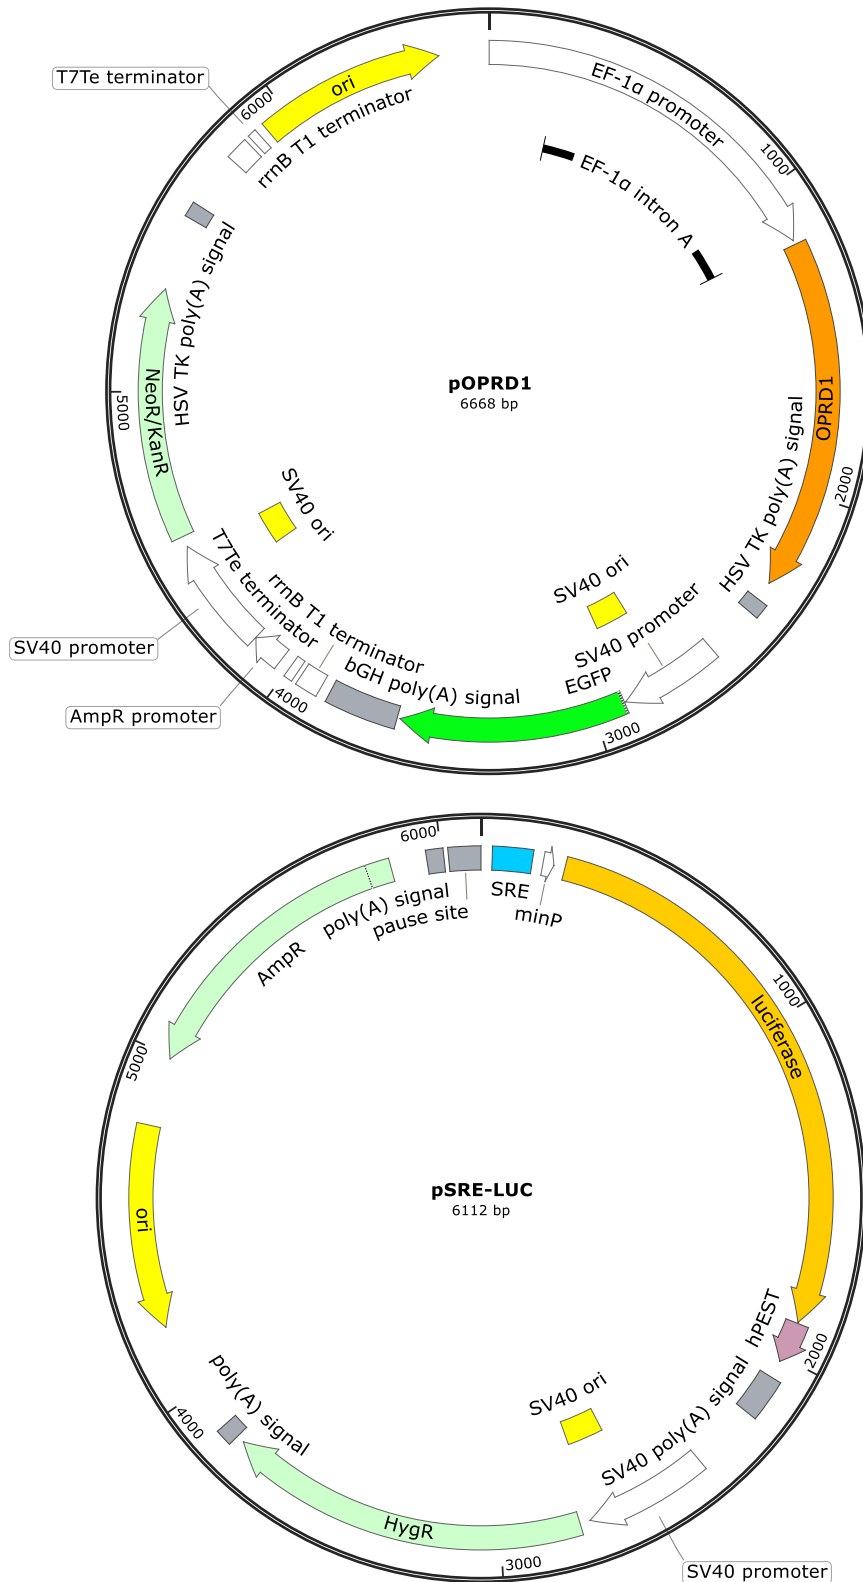 T7Te terminator
6000
ori
rrnB T1 terminator
EF-1α promoter
1000
EF-1α intron A
HSV TK poly(A) signal
NeoR/KanR
5000
pOPRD1
6668 bp
OPRD1
2000
HSV TK poly(A) signal
SV40 ori
SV40 ori
T7Te terminator
rrnB T1 terminator
SV40 promoter
SV40 promoter
bGH poly(A) signal
EGFP
AmpR promoter
4000
3000
6000
poly(A) signal
pause site
SRE
minP
AmpR
1000
luciferase
5000
pSRE-LUC
6112 bp
ori
hPEST
2000
poly(A) signal
SV40 ori
SV40 poly(A) signal
4000
HygR
3000
SV40 promoter